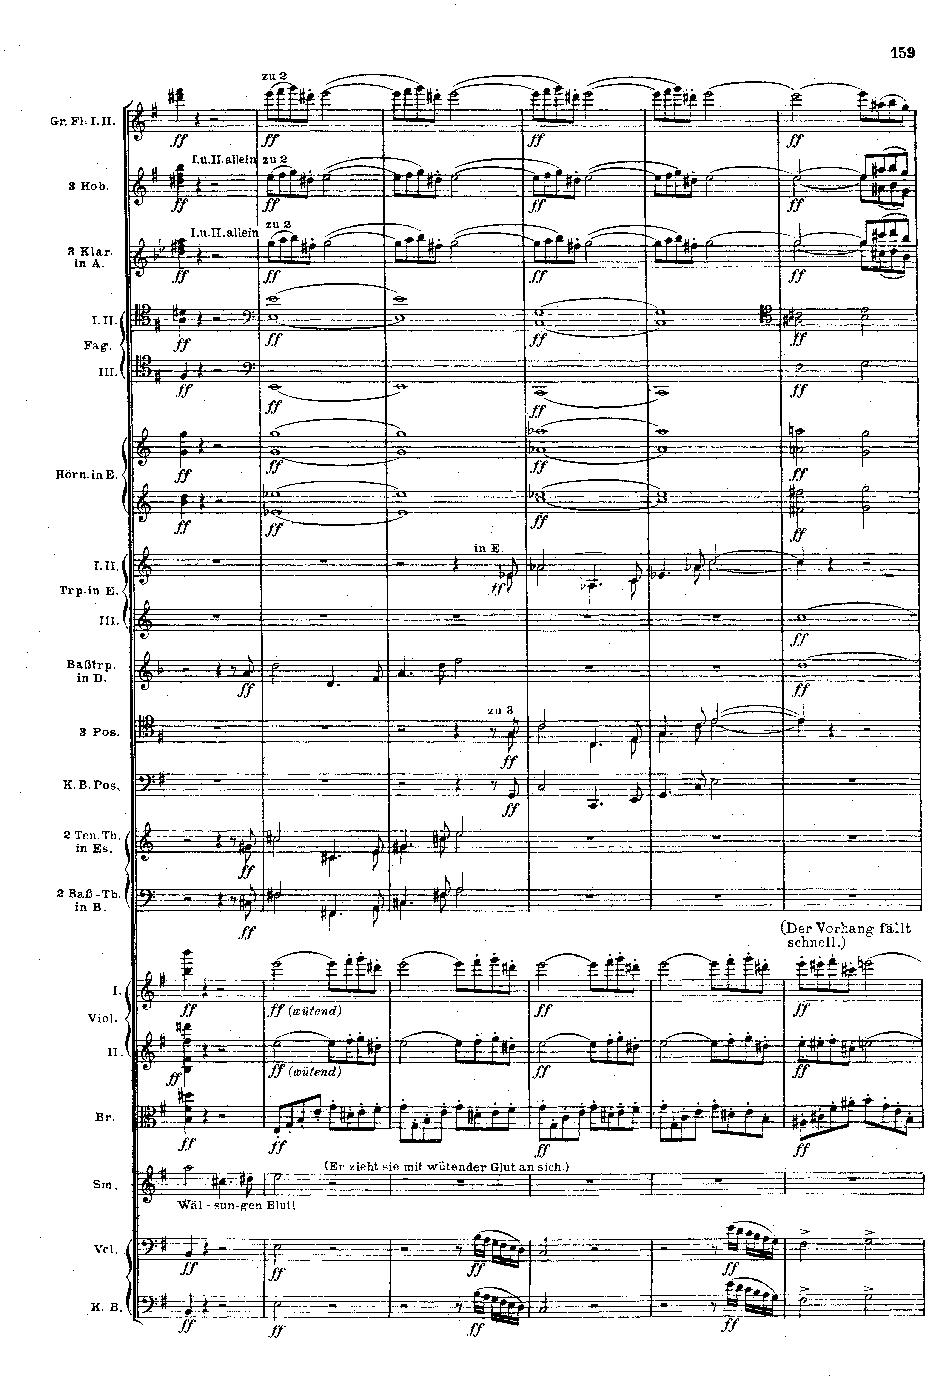 159
zu 2
Gr. Fl. I. II.
ff ff ff ff
I.u.II.allein zu 2
3 Hob.
ff ff ff
I.u.II.allein zu 2
3 Klar.
in A.
ff ff ff
I. II.
ff ff ff ff
Fag.
III.
ff ff ff ff
ff ff ff ff
Hörn. in E.
ff ff ff ff
in E.
I. II.
ff
Trp. in E.
III.
ff
Baßtrp.
in D.
ff ff
zu 3
3 Pos.
ff
K. B. Pos.
ff
2 Ten. Tb.
in Es.
ff
2 Baß-Tb.
in B.
ff
(Der Vorhang fällt
schnell.)
I.
ff ff (wütend) ff ff
Viol.
II.
ff ff (wütend) ff ff
Br.
ff ff ff ff
(Er zieht sie mit wütender Glut an sich.)
Sm.
Wäl - sun-gen Blut!
Vcl.
ff ff ff ff
K. B.
ff ff ff ff